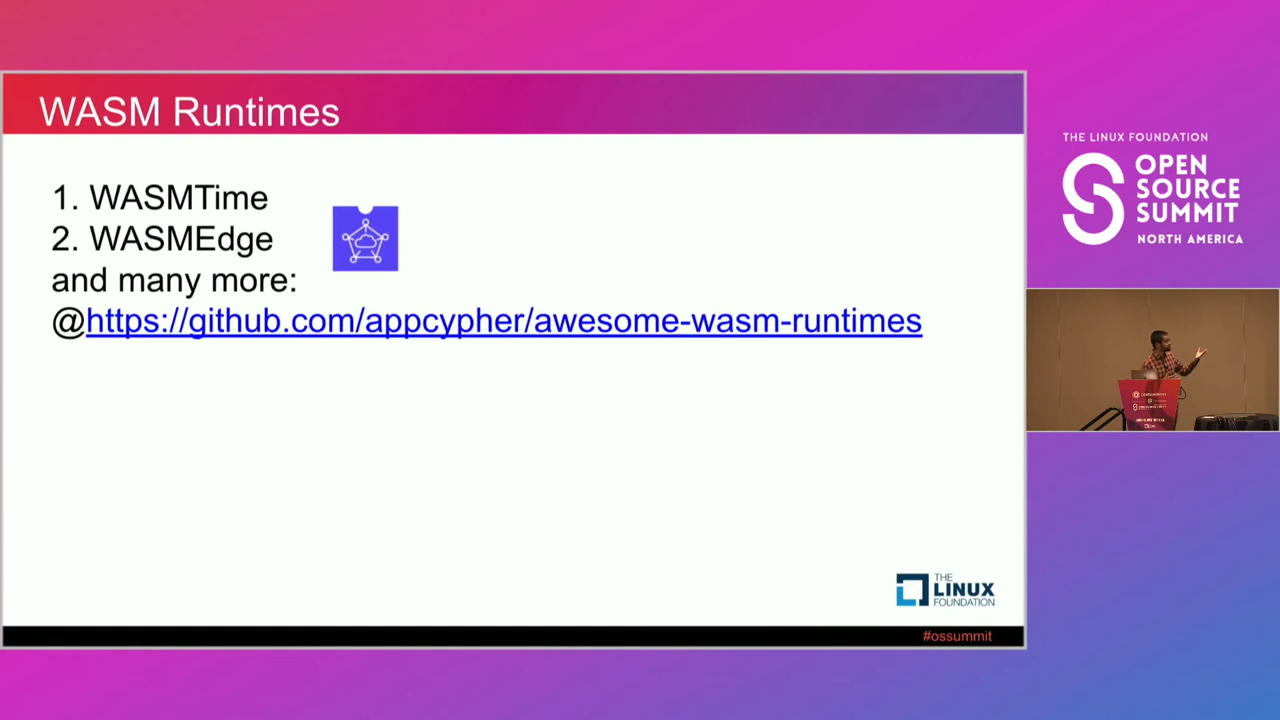 WASM Runtimes
1. WASMTime
2. WASMEdge
and many more:
@https://github.com/appcypher/awesome-wasm-runtimes
THE
LINUX
FOUNDATION
#ossummit
THE LINUX FOUNDATION
OPEN
SOURCE
SUMMIT
NORTH AMERICA